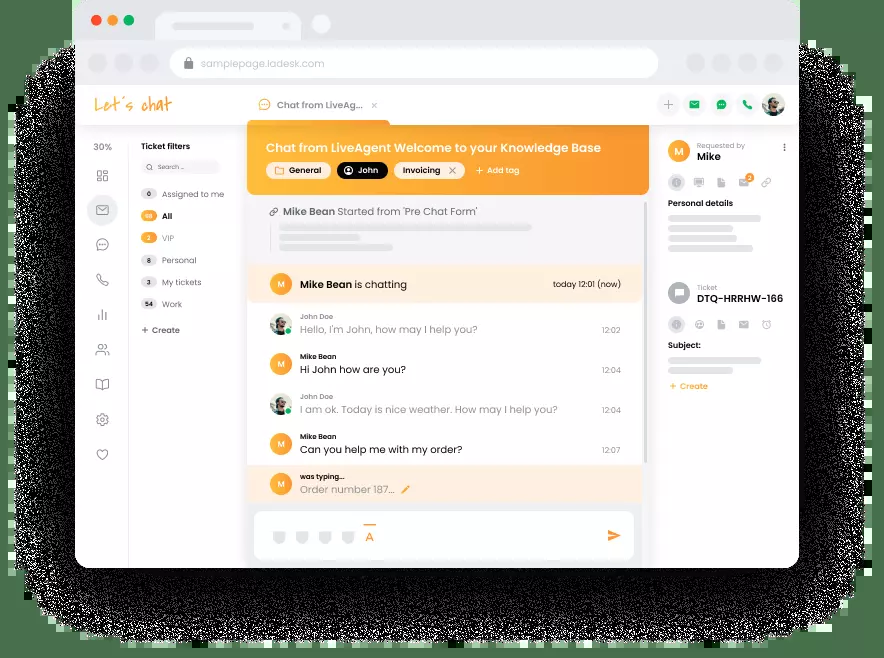 samplepage.ladesk.com
Let's chat
Chat from LiveAg... ×
30%
Ticket filters
Search ...
0 Assigned to me
All
2 VIP
8 Personal
3 My tickets
54 Work
+ Create
Chat from LiveAgent Welcome to your Knowledge Base
General
John
Invoicing ×
+ Add tag
Mike Bean Started from 'Pre Chat Form'
M
Mike Bean is chatting
today 12:01 (now)
John Doe
Hello, I'm John, how may I help you?
12:02
M
Mike Bean
Hi John how are you?
12:04
John Doe
I am ok. Today is nice weather. How may I help you?
12:04
M
Mike Bean
Can you help me with my order?
12:07
M
was typing...
Order number 187...
A
M
Requested by
Mike
2
Personal details
Ticket
DTQ-HRRHW-166
Subject:
+ Create